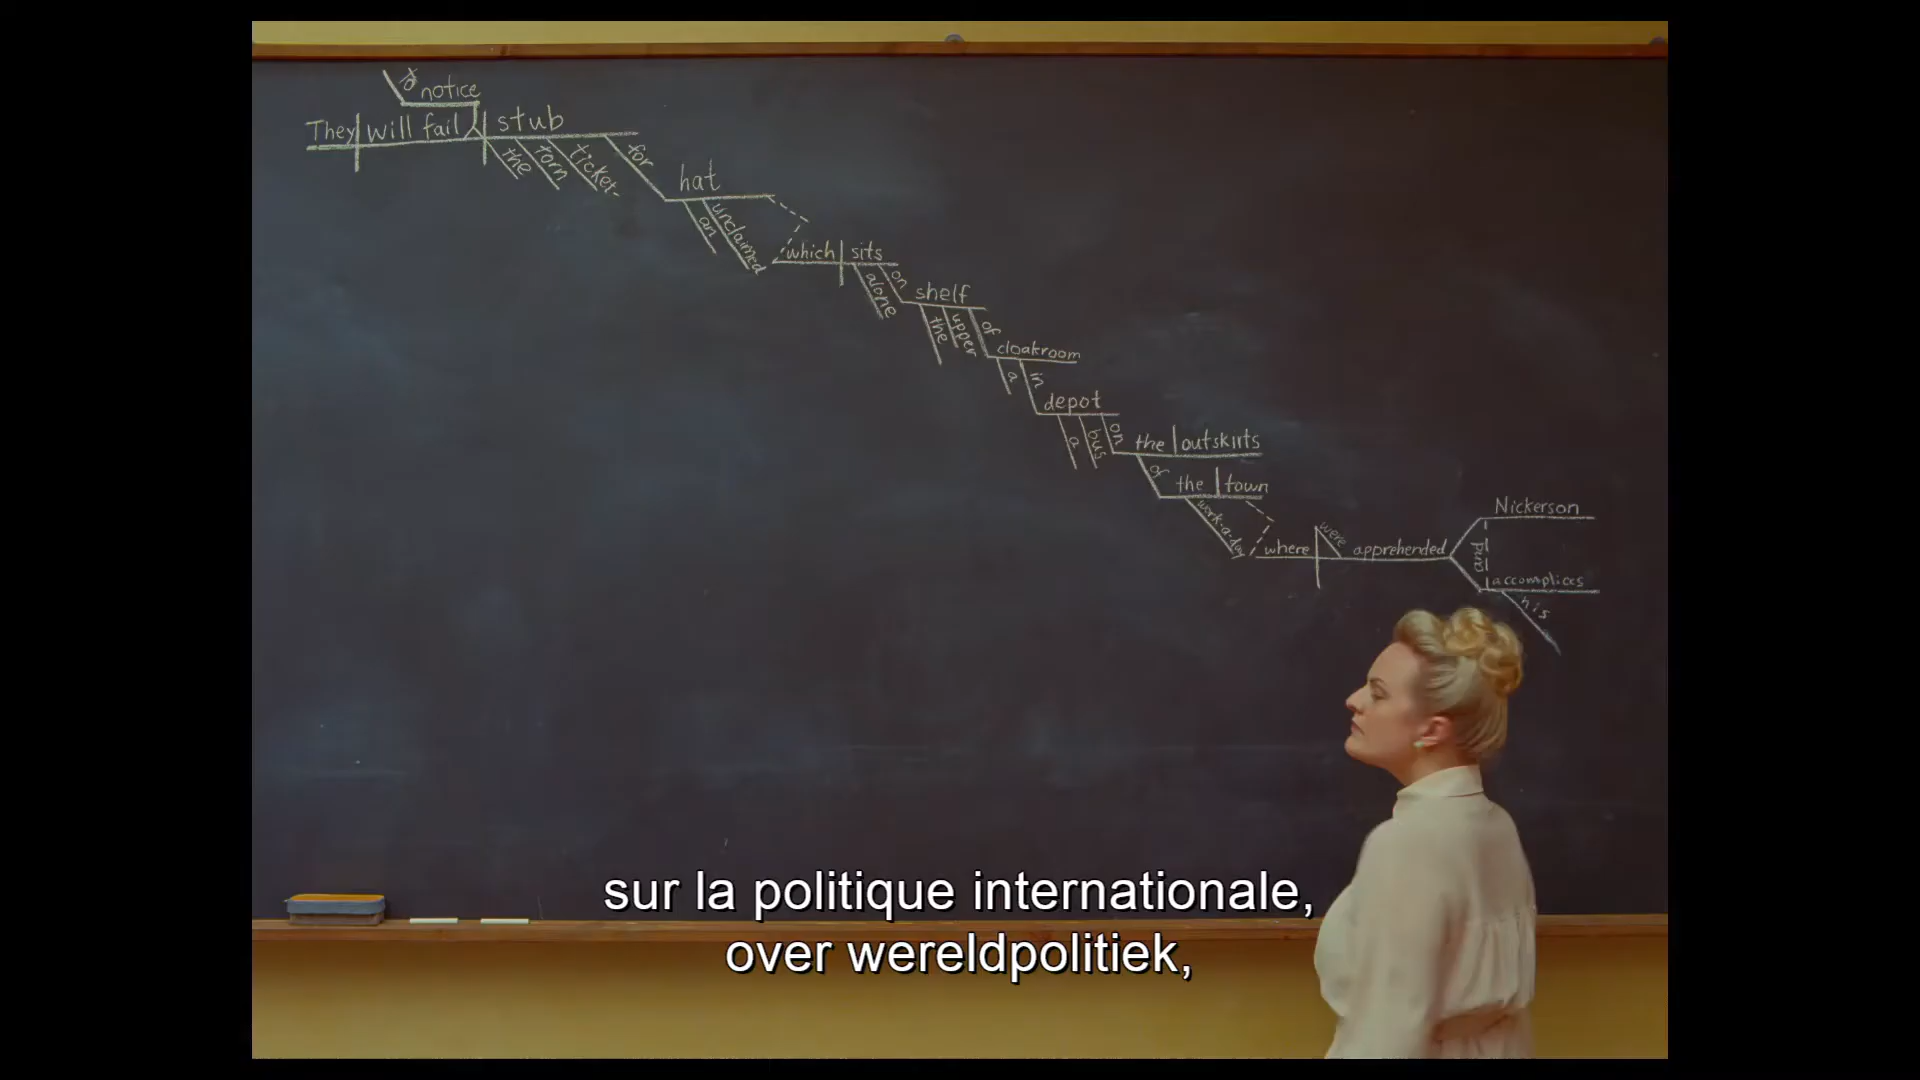 to
notice
They will fail stub
the torn ticket- for
hat
an unclaimed
which sits
alone on
shelf
the upper of
cloakroom
a in
depot
a bus on
the outskirts
of the town
work-a-day
where were apprehended
Nickerson
and
accomplices
his
sur la politique internationale,
over wereldpolitiek,